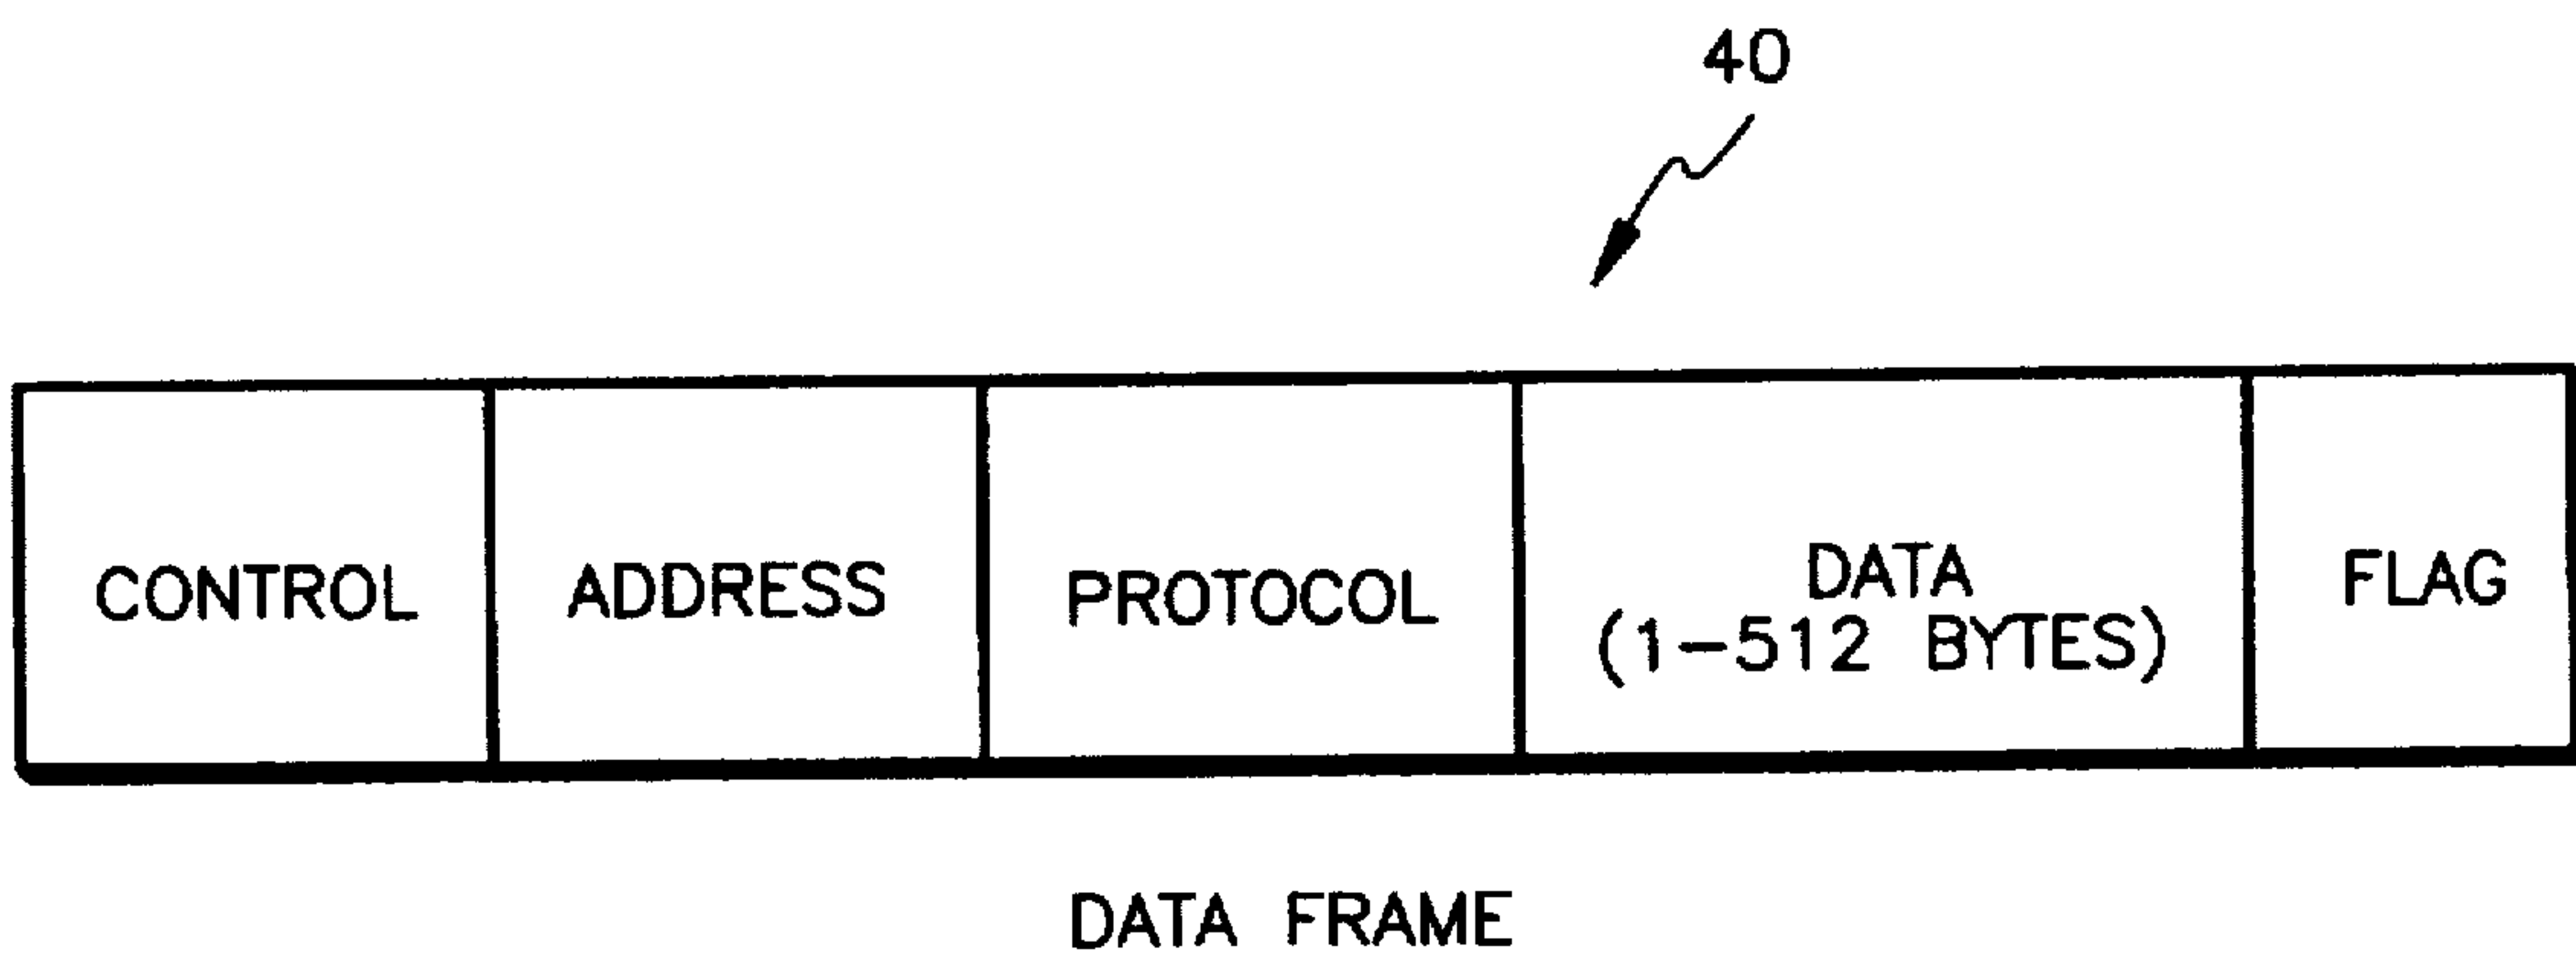 40
CONTROL
ADDRESS
PROTOCOL
DATA
(1-512 BYTES)
FLAG
DATA FRAME